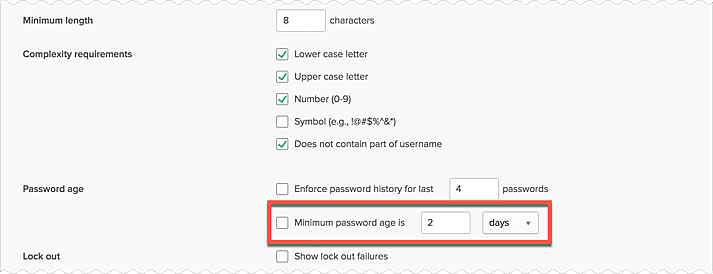 Minimum length 8 characters
Complexity requirements Lower case letter
Upper case letter
Number (0-9)
Symbol (e.g., !@#$%^&*)
Does not contain part of username
Password age Enforce password history for last 4 passwords
Minimum password age is 2 days
Lock out Show lock out failures